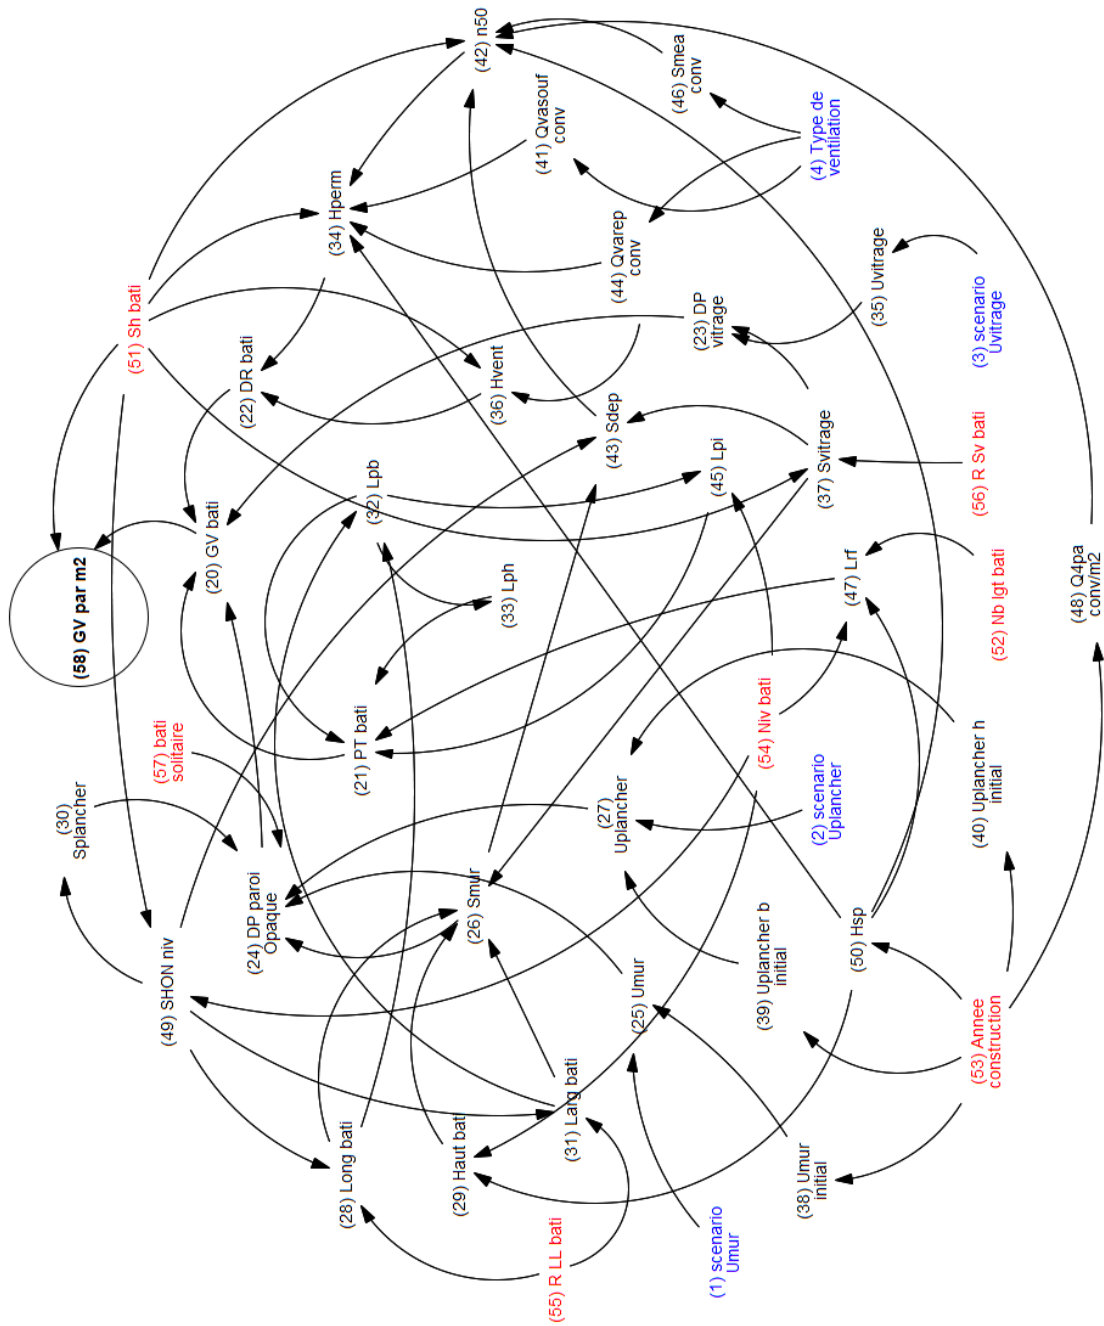 (42) n50
(46) Smea
conv
(41) Qvasouf
conv
(4) Type de
ventilation
(34) Hperm
(44) Qvarep
conv
(51) Sh bati
(23) DP
vitrage
(35) Uvitrage
(3) scenario
Uvitrage
(22) DR bati
(36) Hvent
(43) Sdep
(45) Lpi
(37) Svitrage
(56) R Sv bati
(20) GV bati
(32) Lpb
(33) Lph
(47) Lrf
(52) Nb lgt bati
(48) Q4pa
conv/m2
(58) GV par m2
(57) bati
solitaire
(21) PT bati
(54) Niv bati
(30)
Splancher
(27)
Uplancher
(2) scenario
Uplancher
(40) Uplancher h
initial
(24) DP paroi
Opaque
(26) Smur
(50) Hsp
(39) Uplancher b
initial
(49) SHON niv
(25) Umur
(53) Annee
construction
(28) Long bati
(29) Haut bati
(31) Larg bati
(38) Umur
initial
(55) R LL bati
(1) scenario
Umur